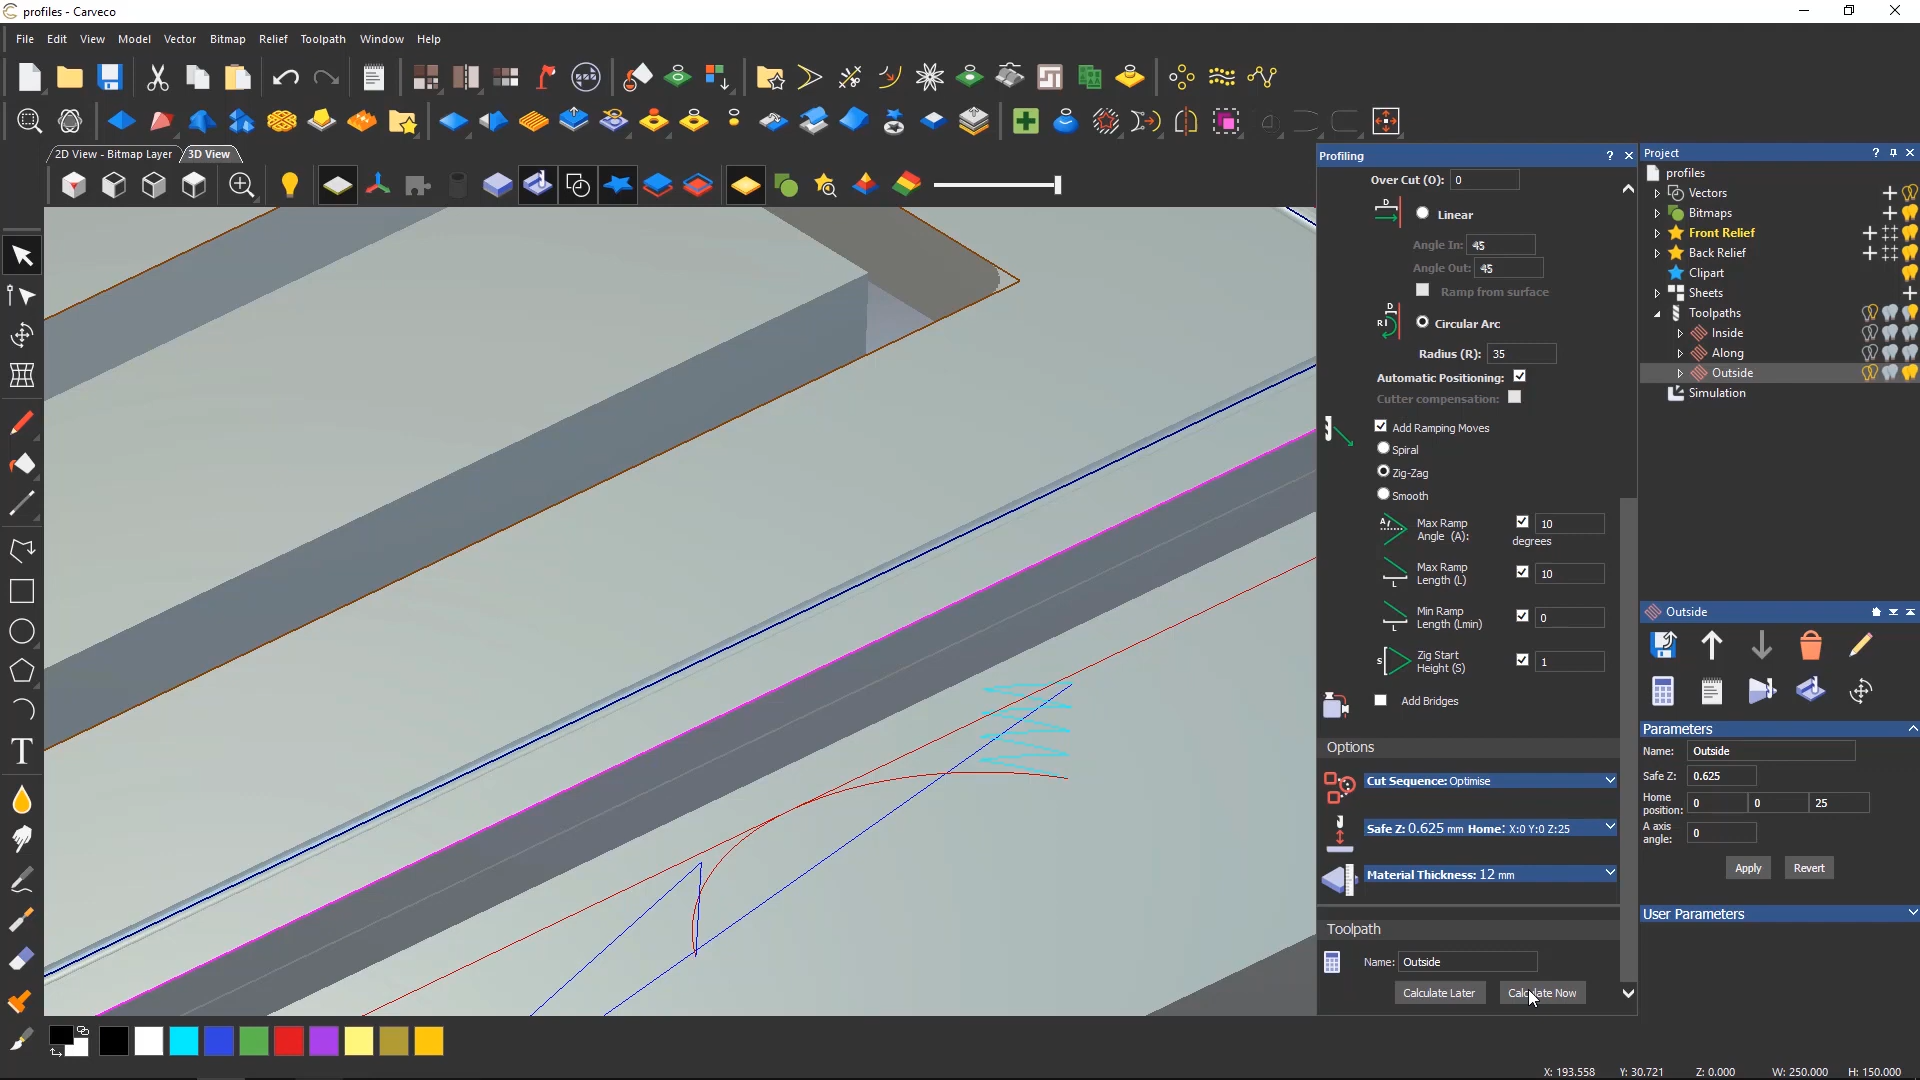 profiles - Carveco
File Edit View Model Vector Bitmap Relief Toolpath Window Help
2D View - Bitmap Layer 3D View
Profiling ? ×
Over Cut (O): 0
D
Linear
Angle In: 45
Angle Out: 45
Ramp from surface
D
R
Circular Arc
Radius (R): 35
Automatic Positioning:
Cutter compensation:
Add Ramping Moves
Spiral
Zig-Zag
Smooth
A
Max Ramp
Angle (A):
10
degrees
L
Max Ramp
Length (L)
10
L
Min Ramp
Length (Lmin)
0
S
Zig Start
Height (S)
1
Add Bridges
Options
Cut Sequence: Optimise
Safe Z: 0.625 mm Home: X:0 Y:0 Z:25
Material Thickness: 12 mm
Toolpath
Name: Outside
Calculate Later
Calculate Now
Project
profiles
Vectors
Bitmaps
Front Relief
Back Relief
Clipart
Sheets
Toolpaths
Inside
Along
Outside
Simulation
Outside
Parameters
Name: Outside
Safe Z: 0.625
Home
position:
0 0 25
A axis
angle:
0
Apply
Revert
User Parameters
T
X: 193.558 Y: 30.721 Z: 0.000 W: 250.000 H: 150.000